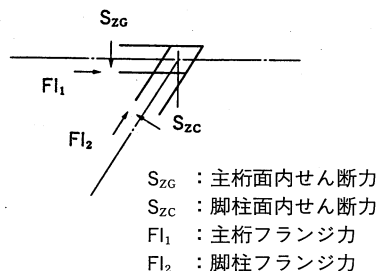 SZG
Fl1
SZC
Fl2
SZG :主桁面内せん断力
SZC :脚柱面内せん断力
Fl1 :主桁フランジ力
Fl2 :脚柱フランジ力